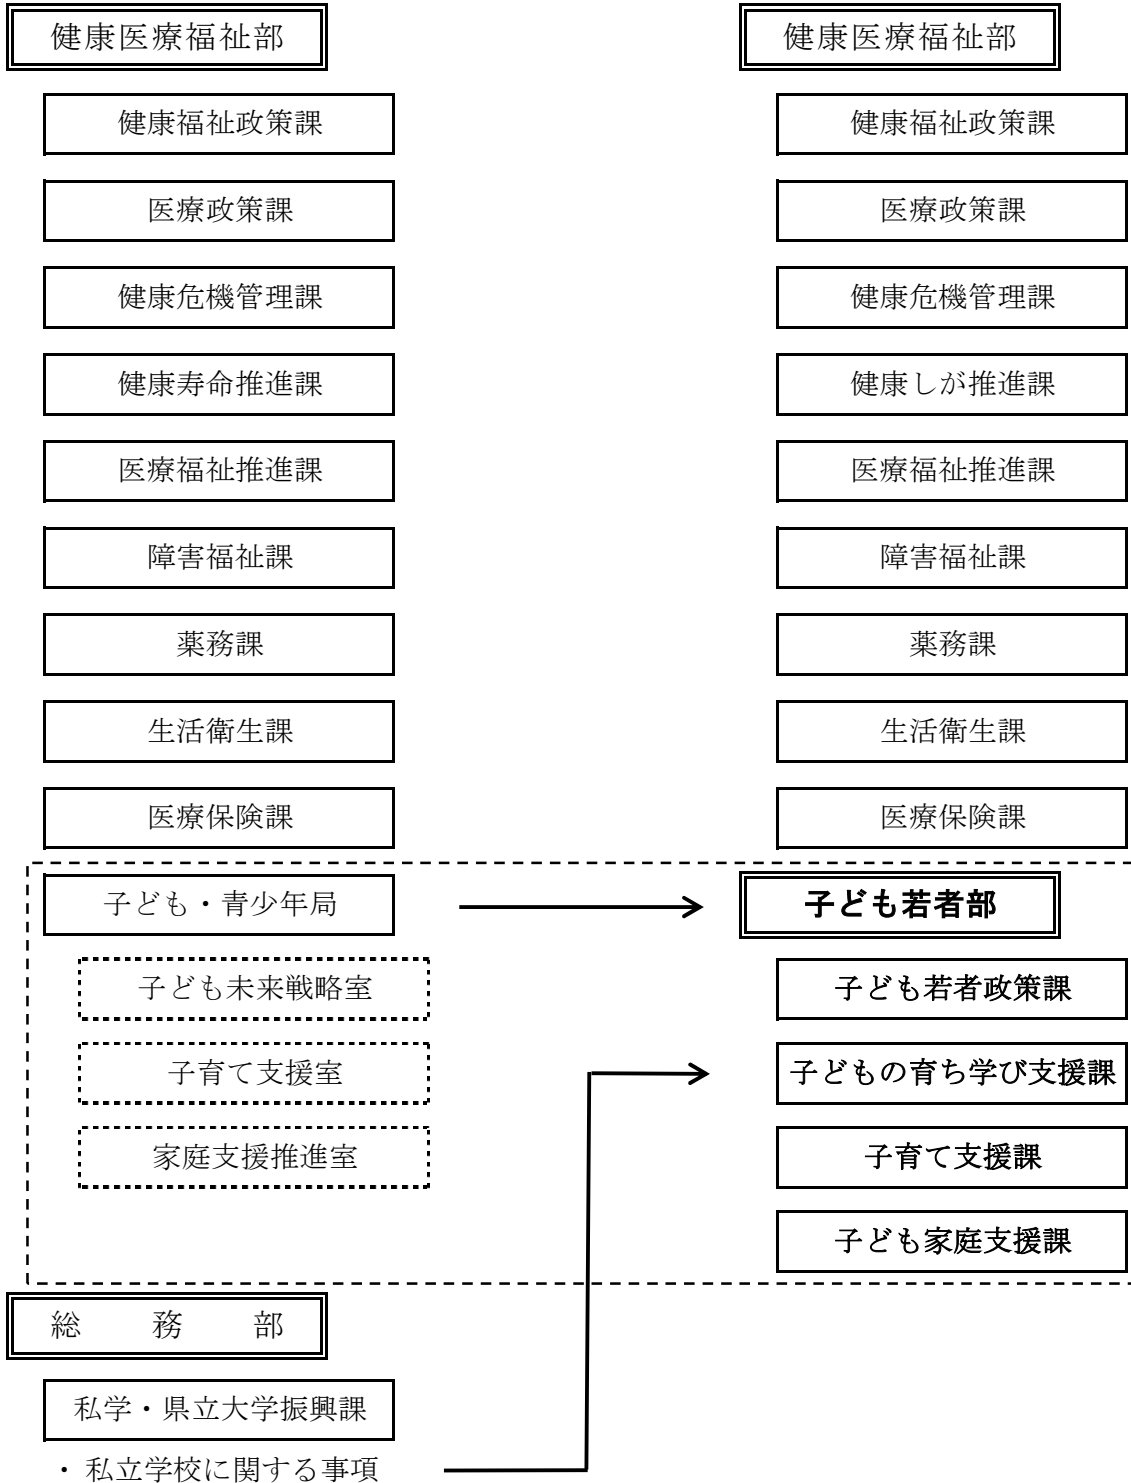 健康医療福祉部
健康福祉政策課
医療政策課
健康危機管理課
健康寿命推進課
医療福祉推進課
障害福祉課
薬務課
生活衛生課
医療保険課
子ども・青少年局
子ども未来戦略室
子育て支援室
家庭支援推進室
総務部
私学・県立大学振興課
・ 私立学校に関する事項
健康医療福祉部
健康福祉政策課
医療政策課
健康危機管理課
健康しが推進課
医療福祉推進課
障害福祉課
薬務課
生活衛生課
医療保険課
子ども若者部
子ども若者政策課
子どもの育ち学び支援課
子育て支援課
子ども家庭支援課